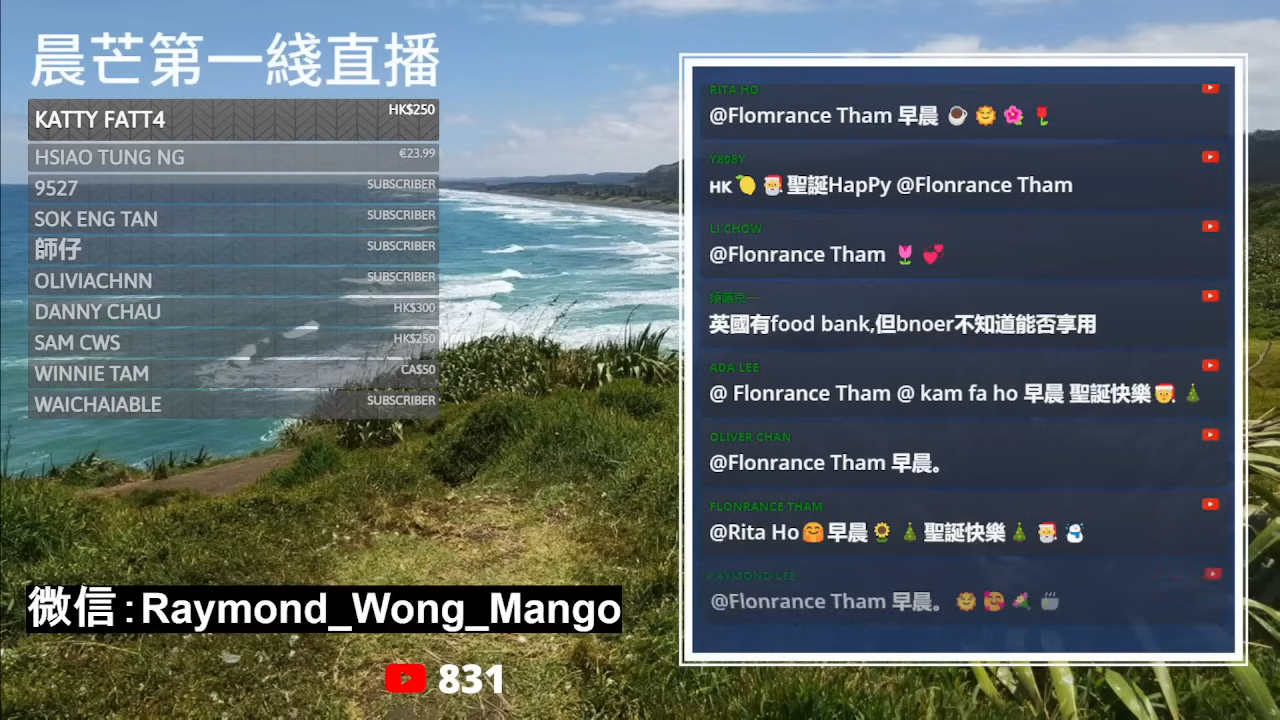 晨芒第一綫直播
KATTY FATT4 HK$250
HSIAO TUNG NG €23.99
9527 SUBSCRIBER
SOK ENG TAN SUBSCRIBER
師仔 SUBSCRIBER
OLIVIACHNN SUBSCRIBER
DANNY CHAU HK$300
SAM CWS HK$250
WINNIE TAM CA$50
WAICHAIABLE SUBSCRIBER
微信:Raymond_Wong_Mango
831
RITA HO
@Flomrance Tham 早晨 ☕🌞🌺🌹
Y808Y
ʜᴋ🍋🎅聖誕HapPy @Flonrance Tham
LI CHOW
@Flonrance Tham 🌷💞
須藤京一
英國有food bank,但bnoer不知道能否享用
ADA LEE
@ Flonrance Tham @ kam fa ho 早晨 聖誕快樂🤶🎄
OLIVER CHAN
@Flonrance Tham 早晨。
FLONRANCE THAM
@Rita Ho🤗早晨🌻🎄聖誕快樂🎄🎅⛄
RAYMOND LEE
@Flonrance Tham 早晨。🌞🥰💐🍵